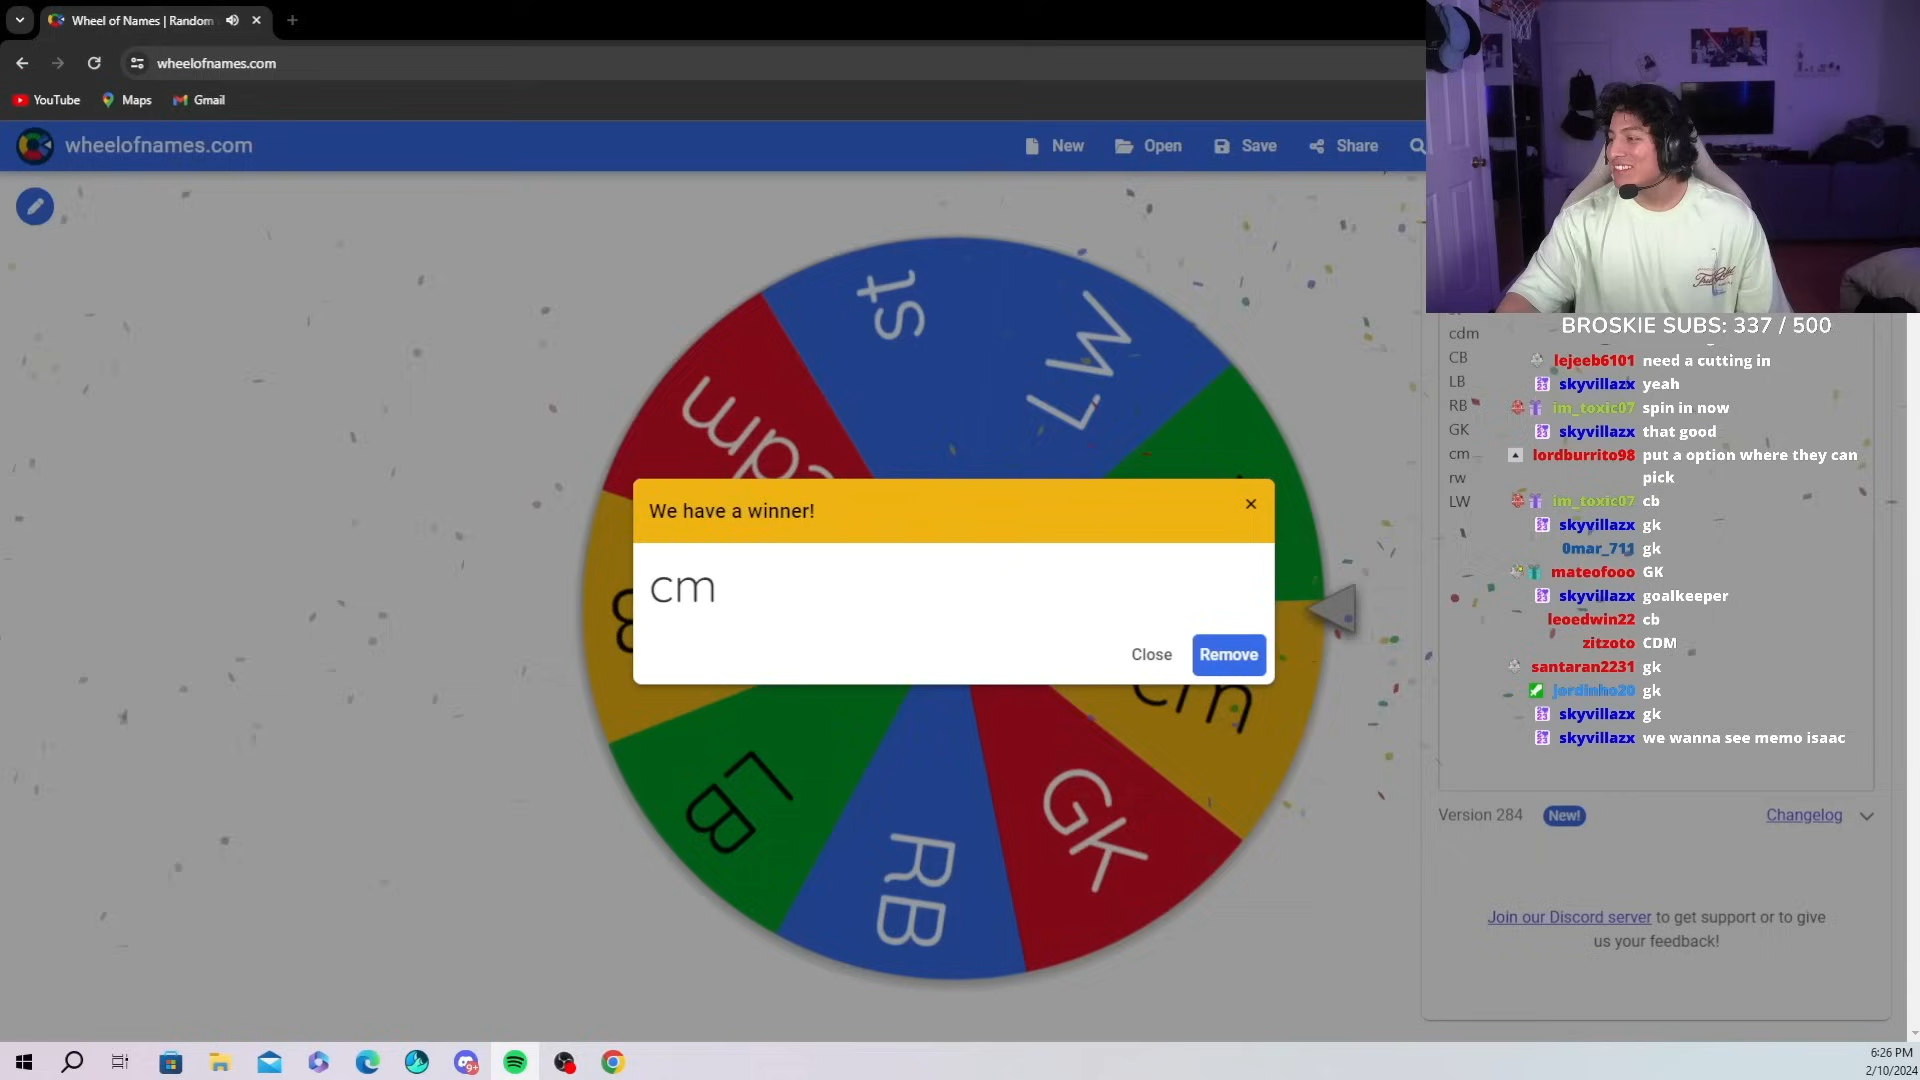 Wheel of Names | Random
wheelofnames.com
YouTube
Maps
Gmail
wheelofnames.com
New
Open
Save
Share
st
LW
cdm
LB
RB
GK
cm
We have a winner!
cm
Close
Remove
BROSKIE SUBS: 337 / 500
cdm
CB
LB
RB
GK
cm
rw
LW
lejeeb6101 need a cutting in
skyvillazx yeah
im_toxic07 spin in now
skyvillazx that good
lordburrito98 put a option where they can
pick
im_toxic07 cb
skyvillazx gk
0mar_711 gk
mateofooo GK
skyvillazx goalkeeper
leoedwin22 cb
zitzoto CDM
santaran2231 gk
jordinho20 gk
skyvillazx gk
skyvillazx we wanna see memo isaac
Version 284
New!
Changelog
Join our Discord server to get support or to give
us your feedback!
9+
6:26 PM
2/10/2024